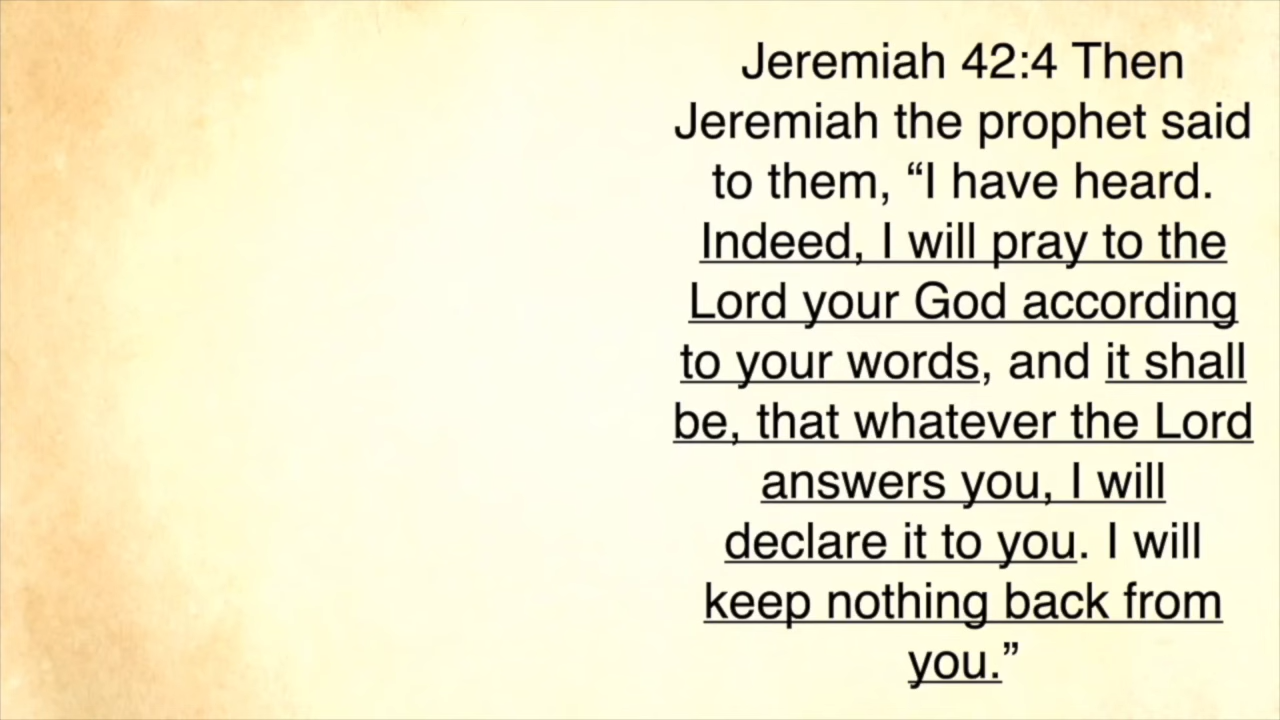 Jeremiah 42:4 Then
Jeremiah the prophet said
to them, “I have heard.
Indeed, I will pray to the
Lord your God according
to your words, and it shall
be, that whatever the Lord
answers you, I will
declare it to you. I will
keep nothing back from
you.”